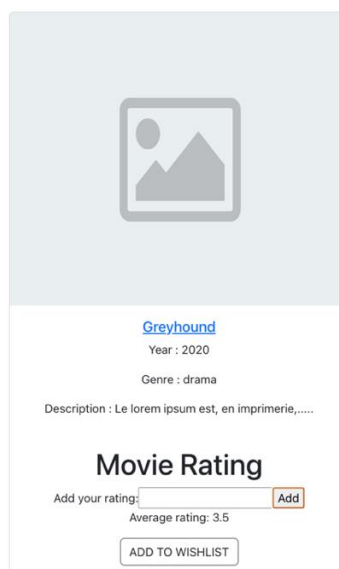 Greyhound
Year : 2020
Genre : drama
Description : Le lorem ipsum est, en imprimerie,.....
Movie Rating
Add your rating: Add
Average rating: 3.5
ADD TO WISHLIST